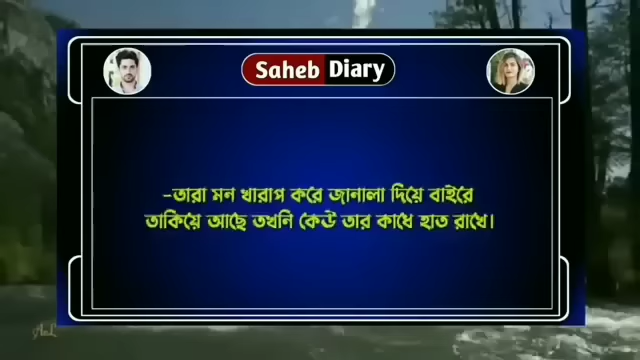 Saheb Diary
-তারা মন খারাপ করে জানালা দিয়ে বাইরে
তাকিয়ে আছে তখনি কেউ তার কাধে হাত রাখে।